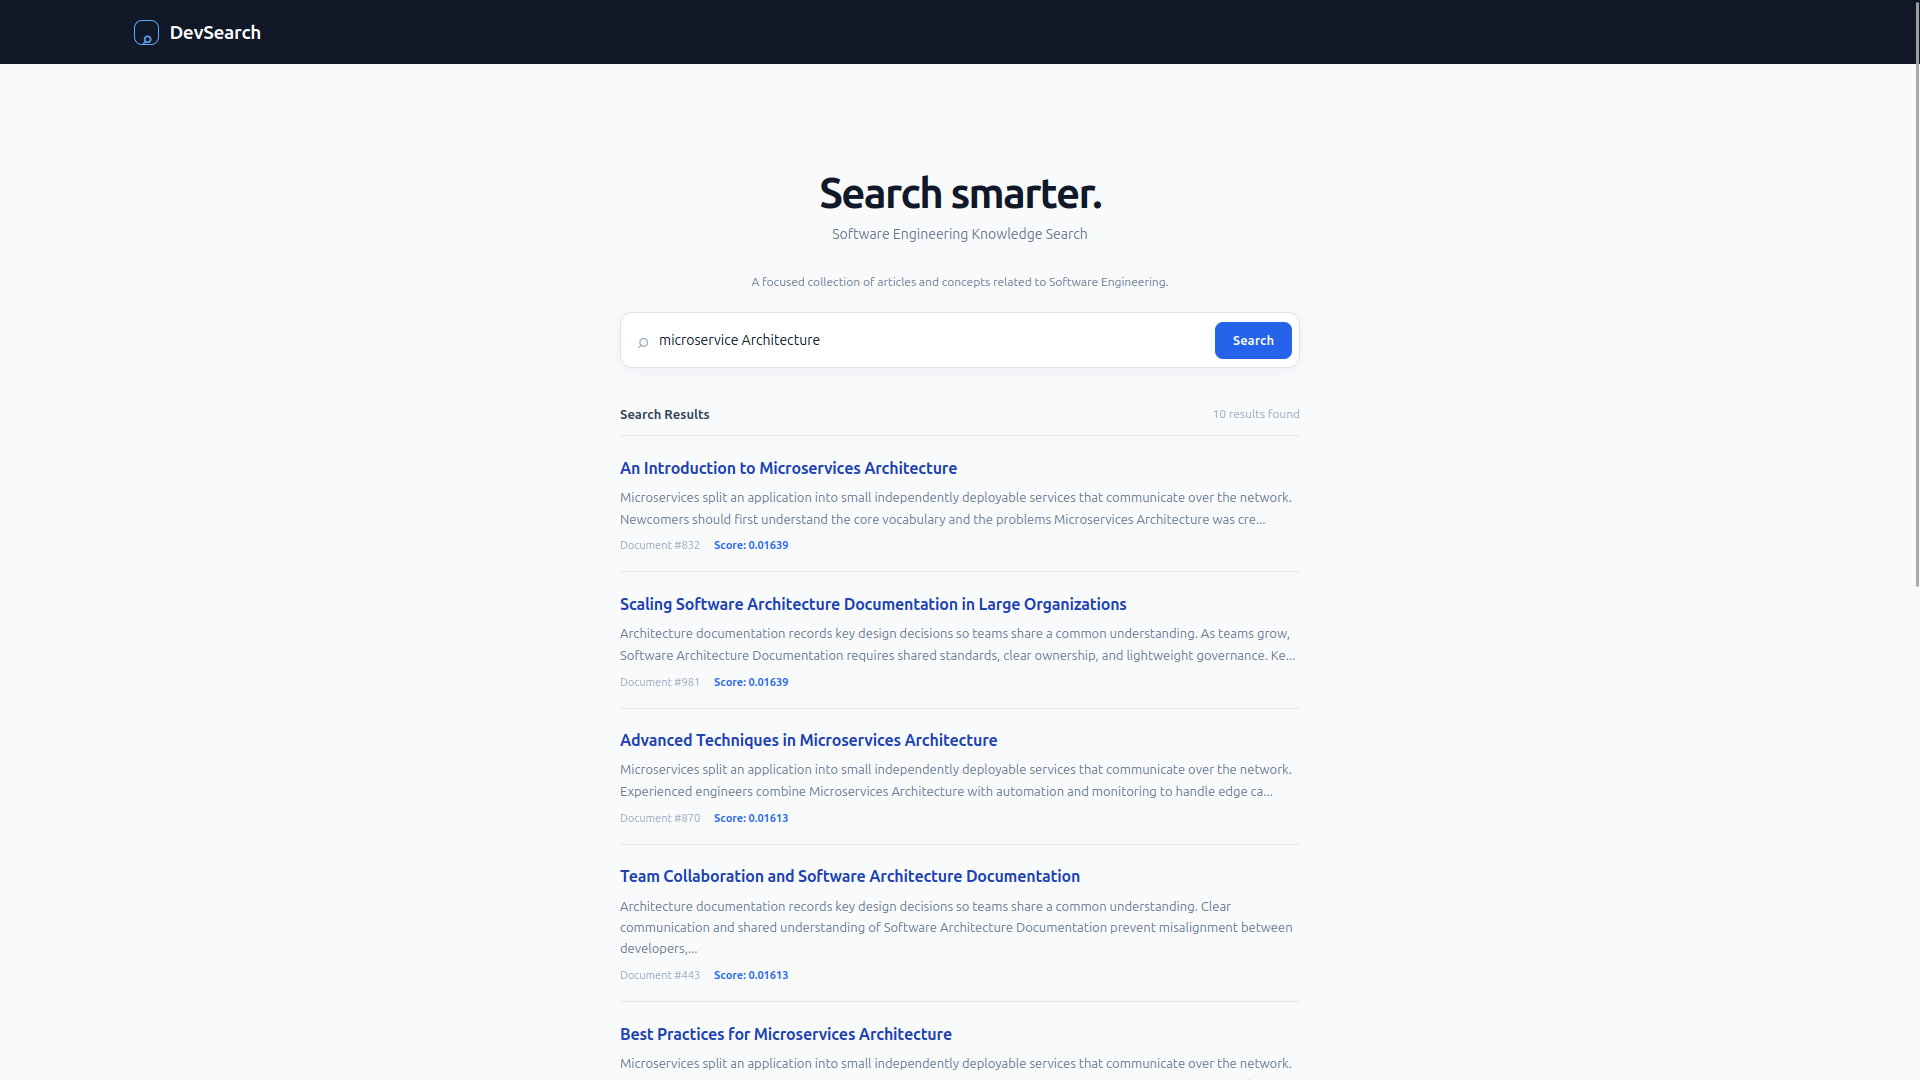 DevSearch
Search smarter.
Software Engineering Knowledge Search
A focused collection of articles and concepts related to Software Engineering.
microservice Architecture
Search
Search Results
10 results found
An Introduction to Microservices Architecture
Microservices split an application into small independently deployable services that communicate over the network.
Newcomers should first understand the core vocabulary and the problems Microservices Architecture was cre...
Document #832 Score: 0.01639
Scaling Software Architecture Documentation in Large Organizations
Architecture documentation records key design decisions so teams share a common understanding. As teams grow,
Software Architecture Documentation requires shared standards, clear ownership, and lightweight governance. Ke...
Document #981 Score: 0.01639
Advanced Techniques in Microservices Architecture
Microservices split an application into small independently deployable services that communicate over the network.
Experienced engineers combine Microservices Architecture with automation and monitoring to handle edge ca...
Document #870 Score: 0.01613
Team Collaboration and Software Architecture Documentation
Architecture documentation records key design decisions so teams share a common understanding. Clear
communication and shared understanding of Software Architecture Documentation prevent misalignment between
developers,...
Document #443 Score: 0.01613
Best Practices for Microservices Architecture
Microservices split an application into small independently deployable services that communicate over the network.